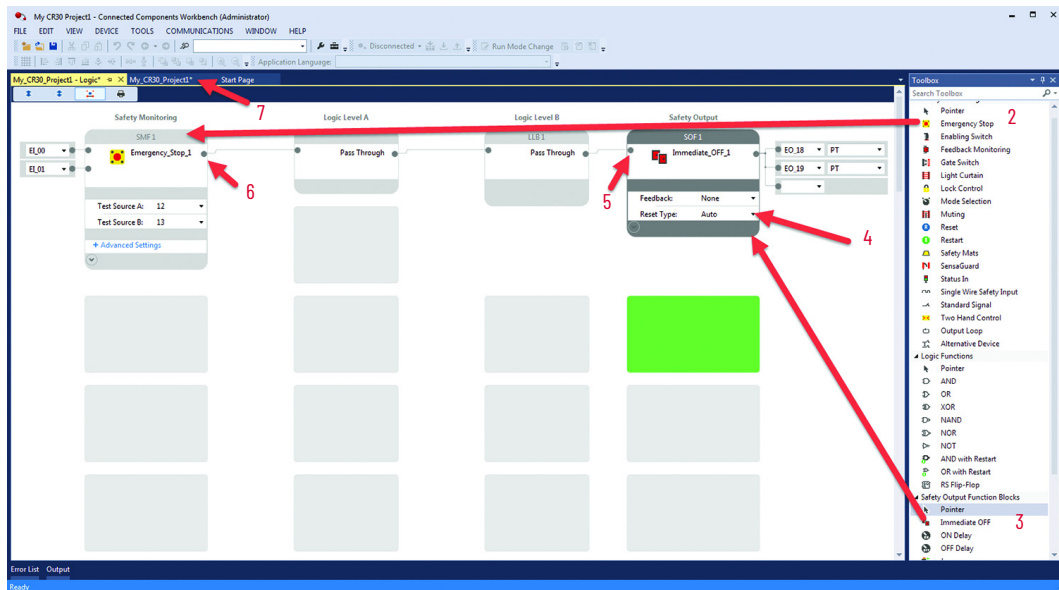 My CR30 Project1 - Connected Components Workbench (Administrator)
FILE EDIT VIEW DEVICE TOOLS COMMUNICATIONS WINDOW HELP
Disconnected Run Mode Change
Application Language:
My_CR30_Project1 - Logic* My_CR30_Project1* Start Page
7
Safety Monitoring Logic Level A Logic Level B Safety Output
SMF 1 LLB 1 SOF 1
EI_00 Emergency_Stop_1 Pass Through Pass Through Immediate_OFF_1 EO_18 PT
EI_01 EO_19 PT
6
5
Test Source A: 12 Feedback: None
Test Source B: 13 Reset Type: Auto
4
+ Advanced Settings
Toolbox
Search Toolbox
Pointer
Emergency Stop
2
Enabling Switch
Feedback Monitoring
Gate Switch
Light Curtain
Lock Control
Mode Selection
Muting
Reset
Restart
Safety Mats
SensaGuard
Status In
Single Wire Safety Input
Standard Signal
Two Hand Control
Output Loop
Alternative Device
Logic Functions
Pointer
AND
OR
XOR
NAND
NOR
NOT
AND with Restart
OR with Restart
RS Flip-Flop
Safety Output Function Blocks
Pointer
Immediate OFF
3
ON Delay
OFF Delay
Error List Output
Ready